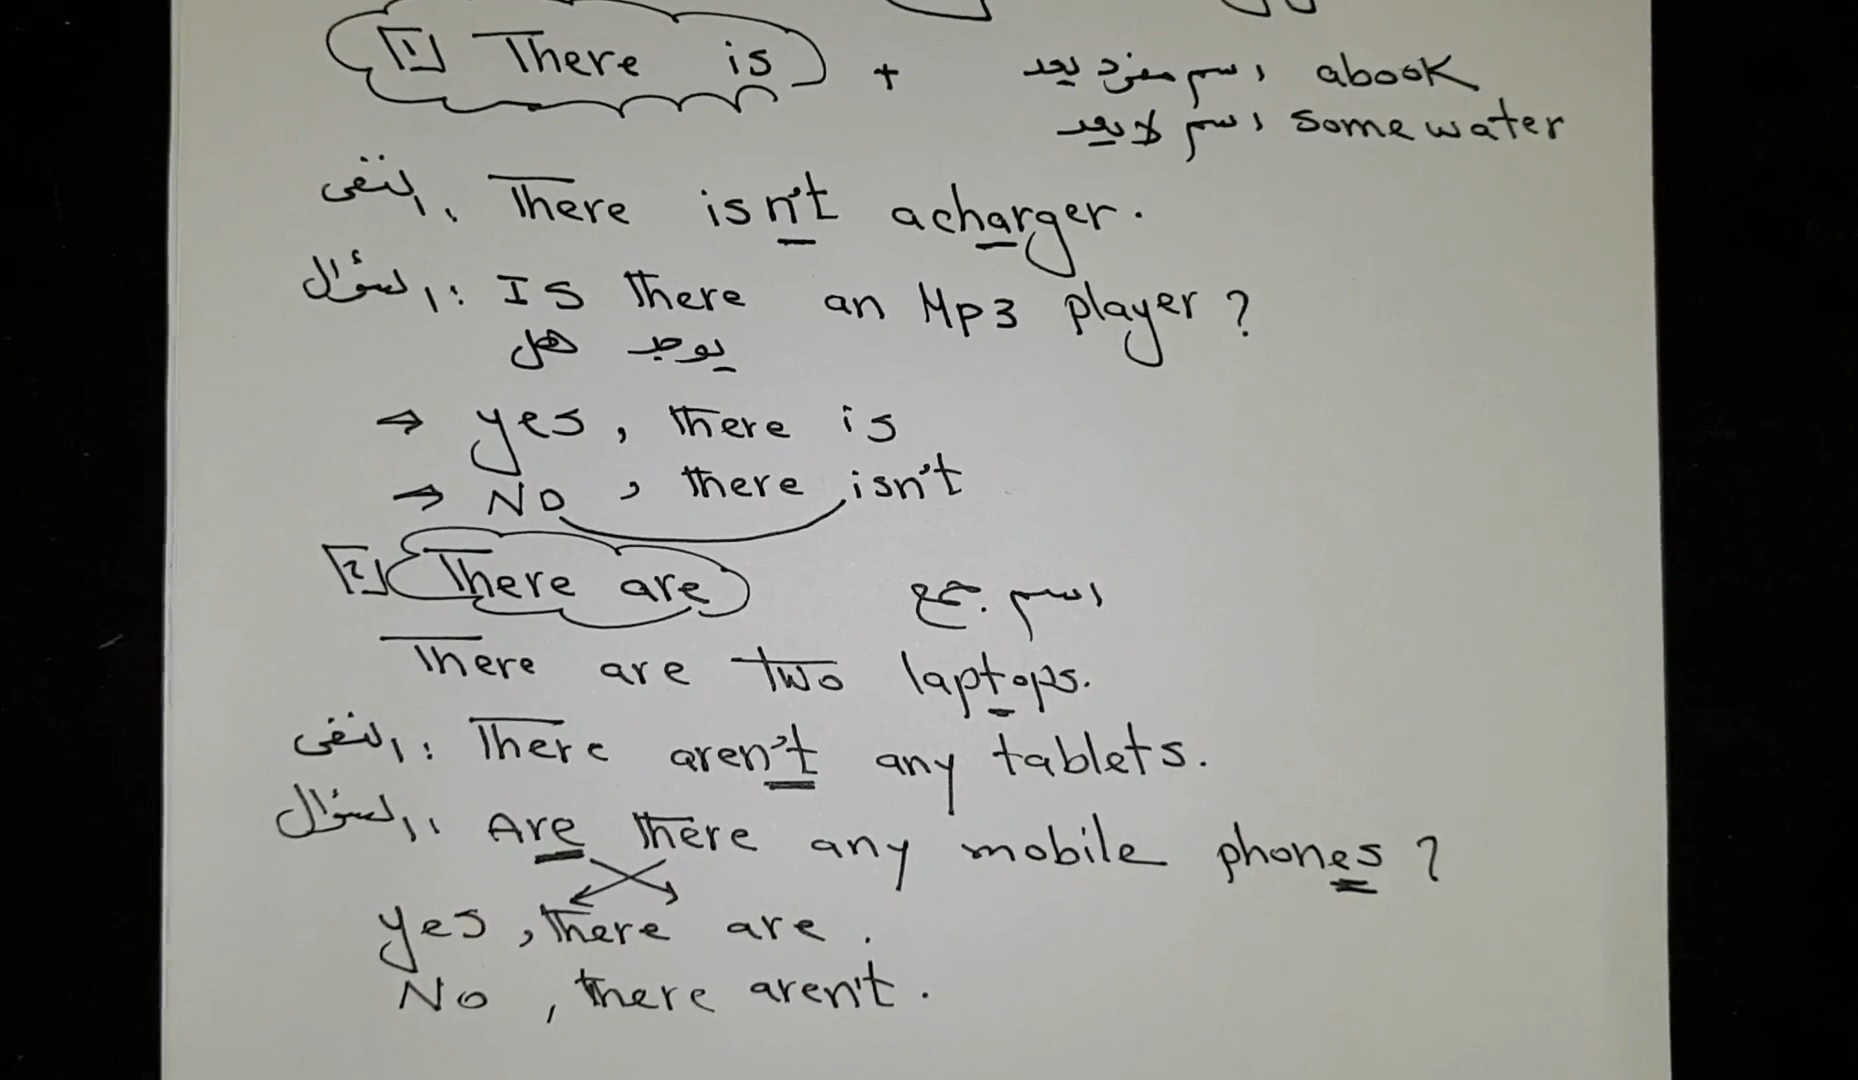 [1] There is + اسم مفرد يعد a book
اسم لا يعد some water
النفى: There isn't a charger.
السؤال: Is there an Mp3 player?
هل يوجد
⇒ yes, there is
⇒ No, there isn't
[2] There are اسم جمع
There are two laptops.
النفى: There aren't any tablets.
السؤال: Are there any mobile phones?
yes, there are.
No, there aren't.